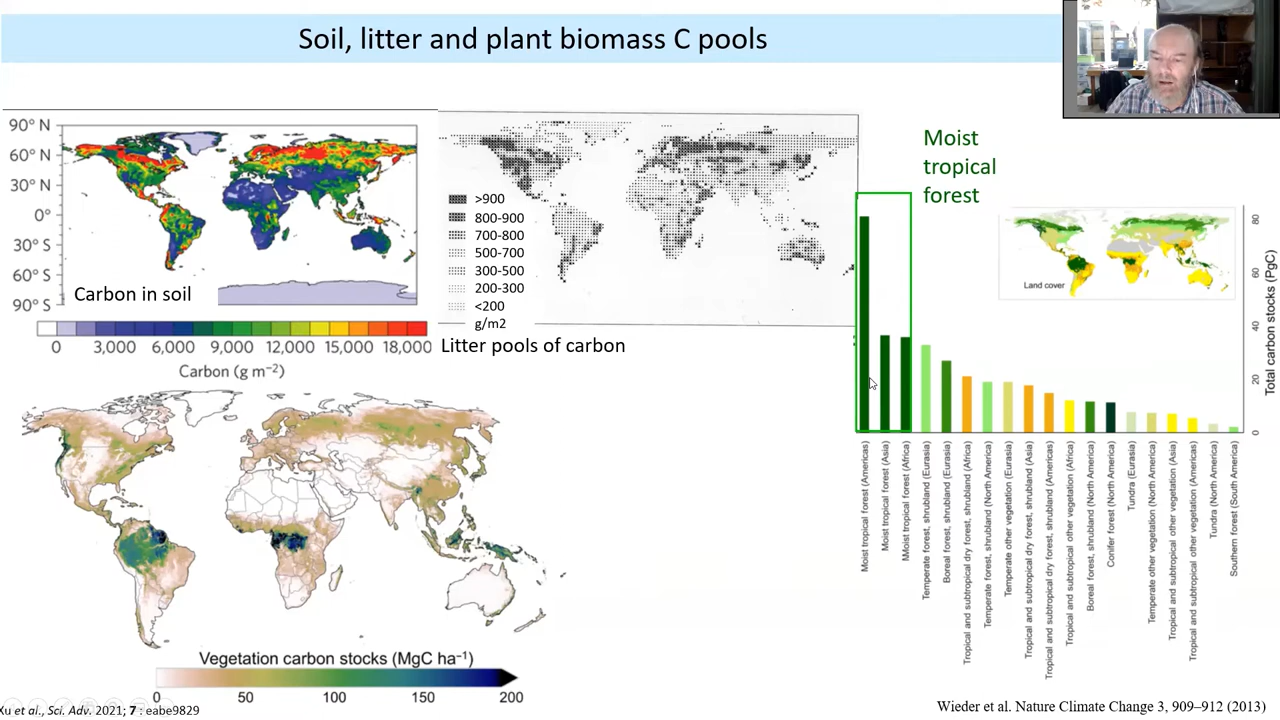 Soil, litter and plant biomass C pools
90° N
60° N
30° N
0°
30° S
60° S
90° S
Carbon in soil
0 3,000 6,000 9,000 12,000 15,000 18,000
Carbon (g m⁻²)
>900
800-900
700-800
500-700
300-500
200-300
<200
g/m2
Litter pools of carbon
Moist
tropical
forest
Land cover
80
60
40
20
0
Total carbon stocks (PgC)
Moist tropical forest (Americas)
Moist tropical forest (Asia)
MMoist tropical forest (Africa)
Temperate forest, shrubland (Eurasia)
Boreal forest, shrubland (Eurasia)
Tropical and subtropical dry forest, shrubland (Africa)
Temperate forest, shrubland (North America)
Temperate other vegetation (Eurasia)
Tropical and subtropical dry forest, shrubland (Asia)
Tropical and subtropical dry forest, shrubland (Americas)
Tropical and subtropical other vegetation (Africa)
Boreal forest, shrubland (North America)
Conifer forest (North America)
Tundra (Eurasia)
Temperate other vegetation (North America)
Tropical and subtropical other vegetation (Asia)
Tropical and subtropical other vegetation (Americas)
Tundra (North America)
Southern forest (South America)
Vegetation carbon stocks (MgC ha⁻¹)
0 50 100 150 200
Xu et al., Sci. Adv. 2021; 7 : eabe9829
Wieder et al. Nature Climate Change 3, 909–912 (2013)